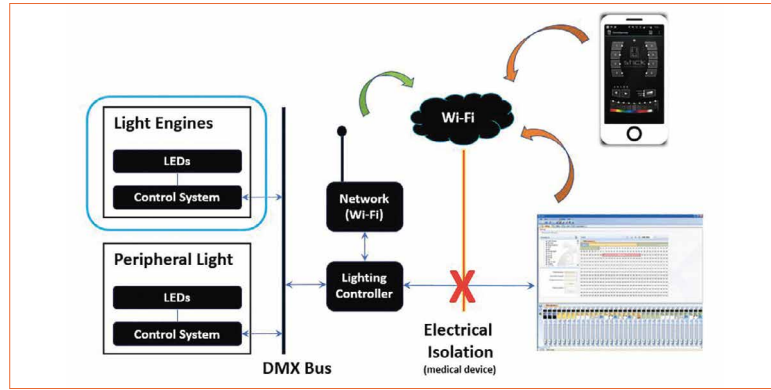 Light Engines
LEDs
Control System
Peripheral Light
LEDs
Control System
DMX Bus
Network
(Wi-Fi)
Lighting
Controller
Wi-Fi
X
Electrical
Isolation
(medical device)